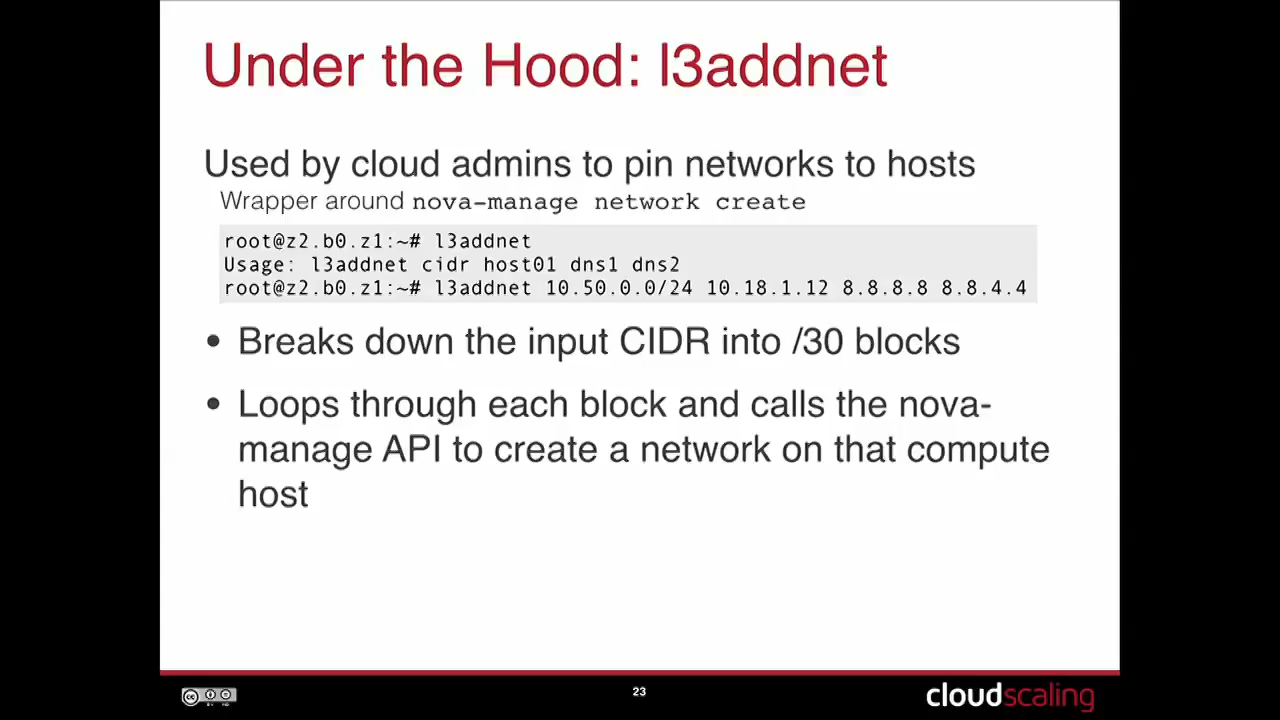 Under the Hood: l3addnet
Used by cloud admins to pin networks to hosts
Wrapper around nova-manage network create
root@z2.b0.z1:~# l3addnet
Usage: l3addnet cidr host01 dns1 dns2
root@z2.b0.z1:~# l3addnet 10.50.0.0/24 10.18.1.12 8.8.8.8 8.8.4.4
• Breaks down the input CIDR into /30 blocks
• Loops through each block and calls the nova-
manage API to create a network on that compute
host
cc BY ND
23
cloudscaling